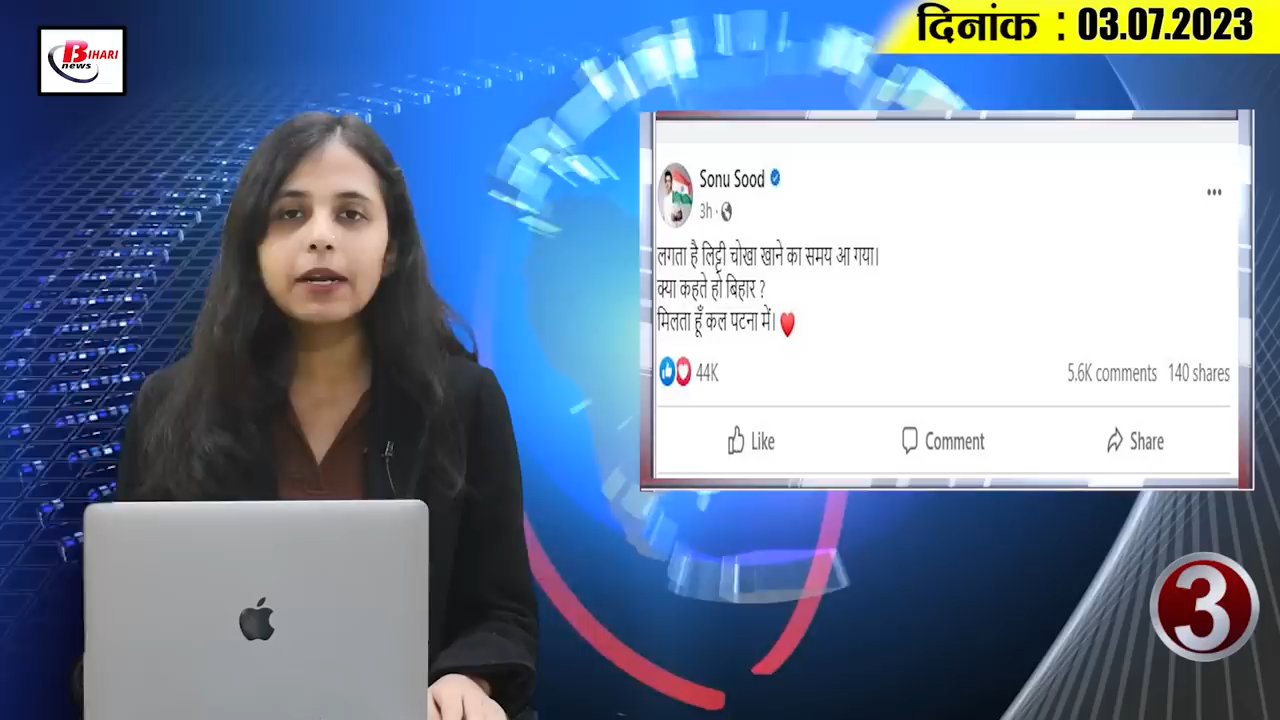 BIHARI
news
दिनांक : 03.07.2023
Sonu Sood
3h ·
लगता है लिट्टी चोखा खाने का समय आ गया।
क्या कहते हो बिहार ?
मिलता हूँ कल पटना में। ❤️
44K
5.6K comments 140 shares
Like Comment Share
3